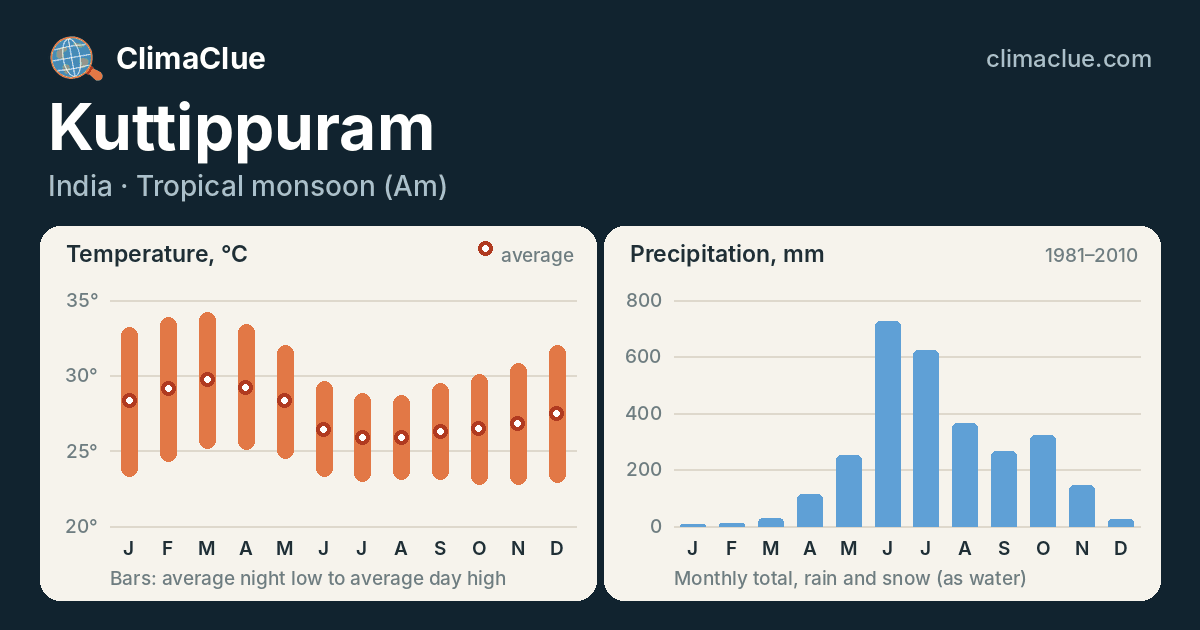 ClimaClue
climaclue.com
Kuttippuram
India · Tropical monsoon (Am)
Temperature, °C
average
35°
30°
25°
20°
J F M A M J J A S O N D
Bars: average night low to average day high
Precipitation, mm
1981–2010
800
600
400
200
0
J F M A M J J A S O N D
Monthly total, rain and snow (as water)